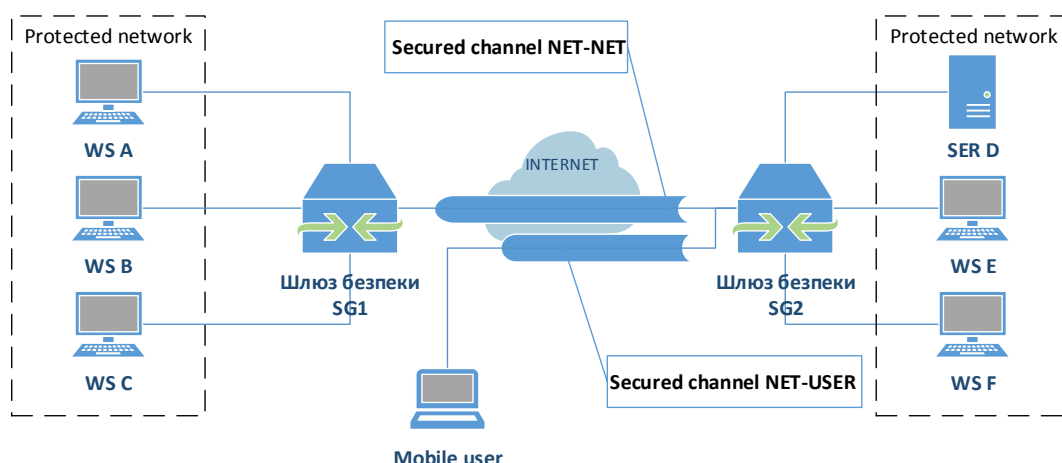 Protected network
Secured channel NET-NET
Protected network
WS A
INTERNET
SER D
WS B
WS E
Шлюз безпеки
SG1
Шлюз безпеки
SG2
WS C
Secured channel NET-USER
WS F
Mobile user